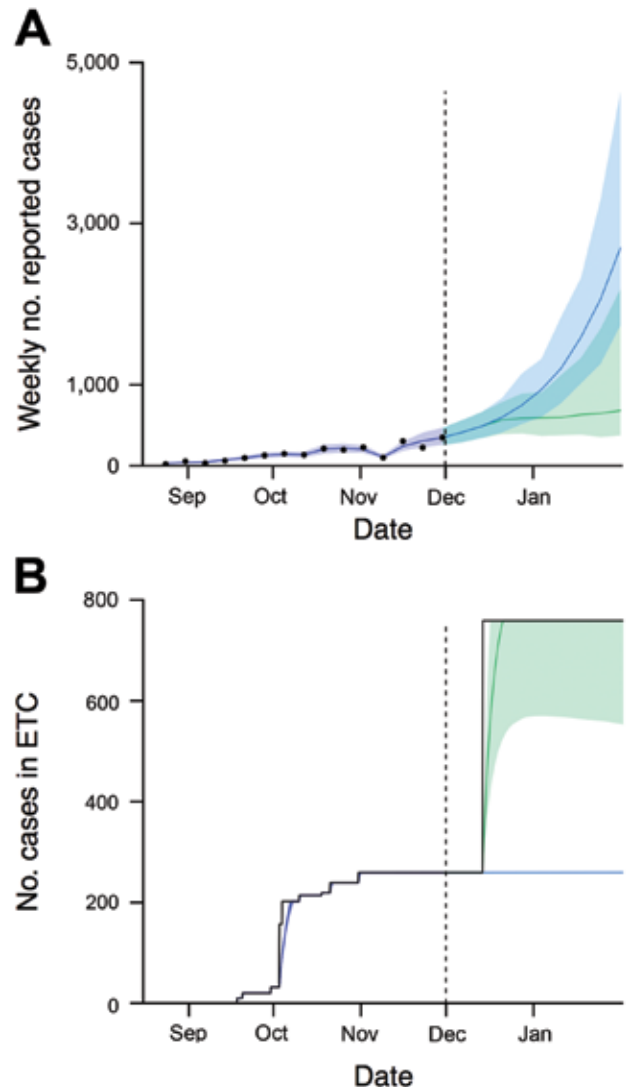 A
5,000
3,000
1,000
0
Weekly no. reported cases
Sep Oct Nov Dec Jan
Date
B
800
600
400
200
0
No. cases in ETC
Sep Oct Nov Dec Jan
Date